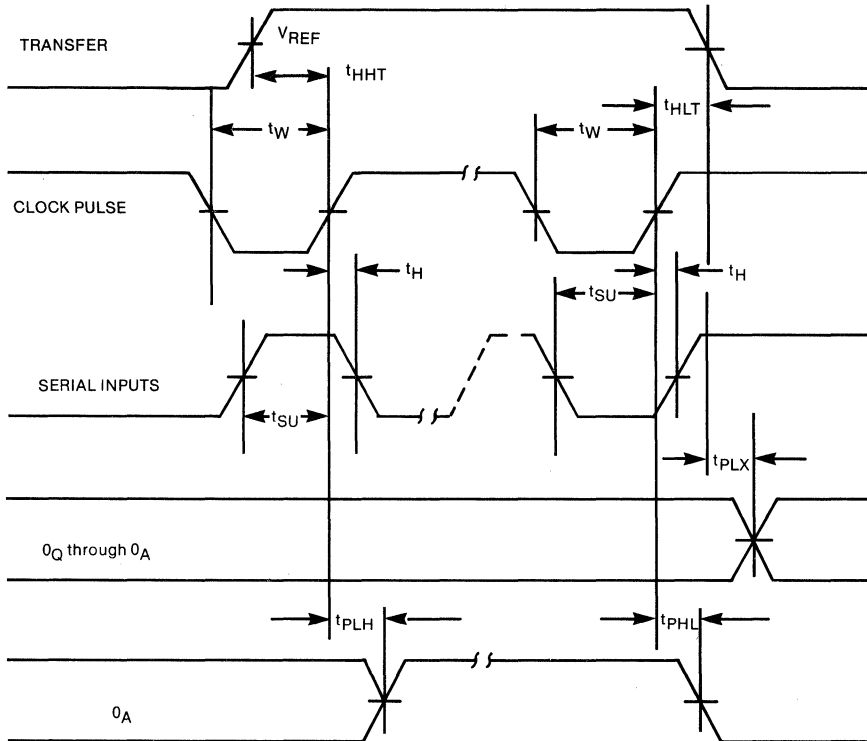 TRANSFER
VREF
tHHT
tW
tW
tHLT
CLOCK PULSE
tH
tH
tSU
SERIAL INPUTS
tSU
tPLX
0Q through 0A
tPLH
tPHL
0A